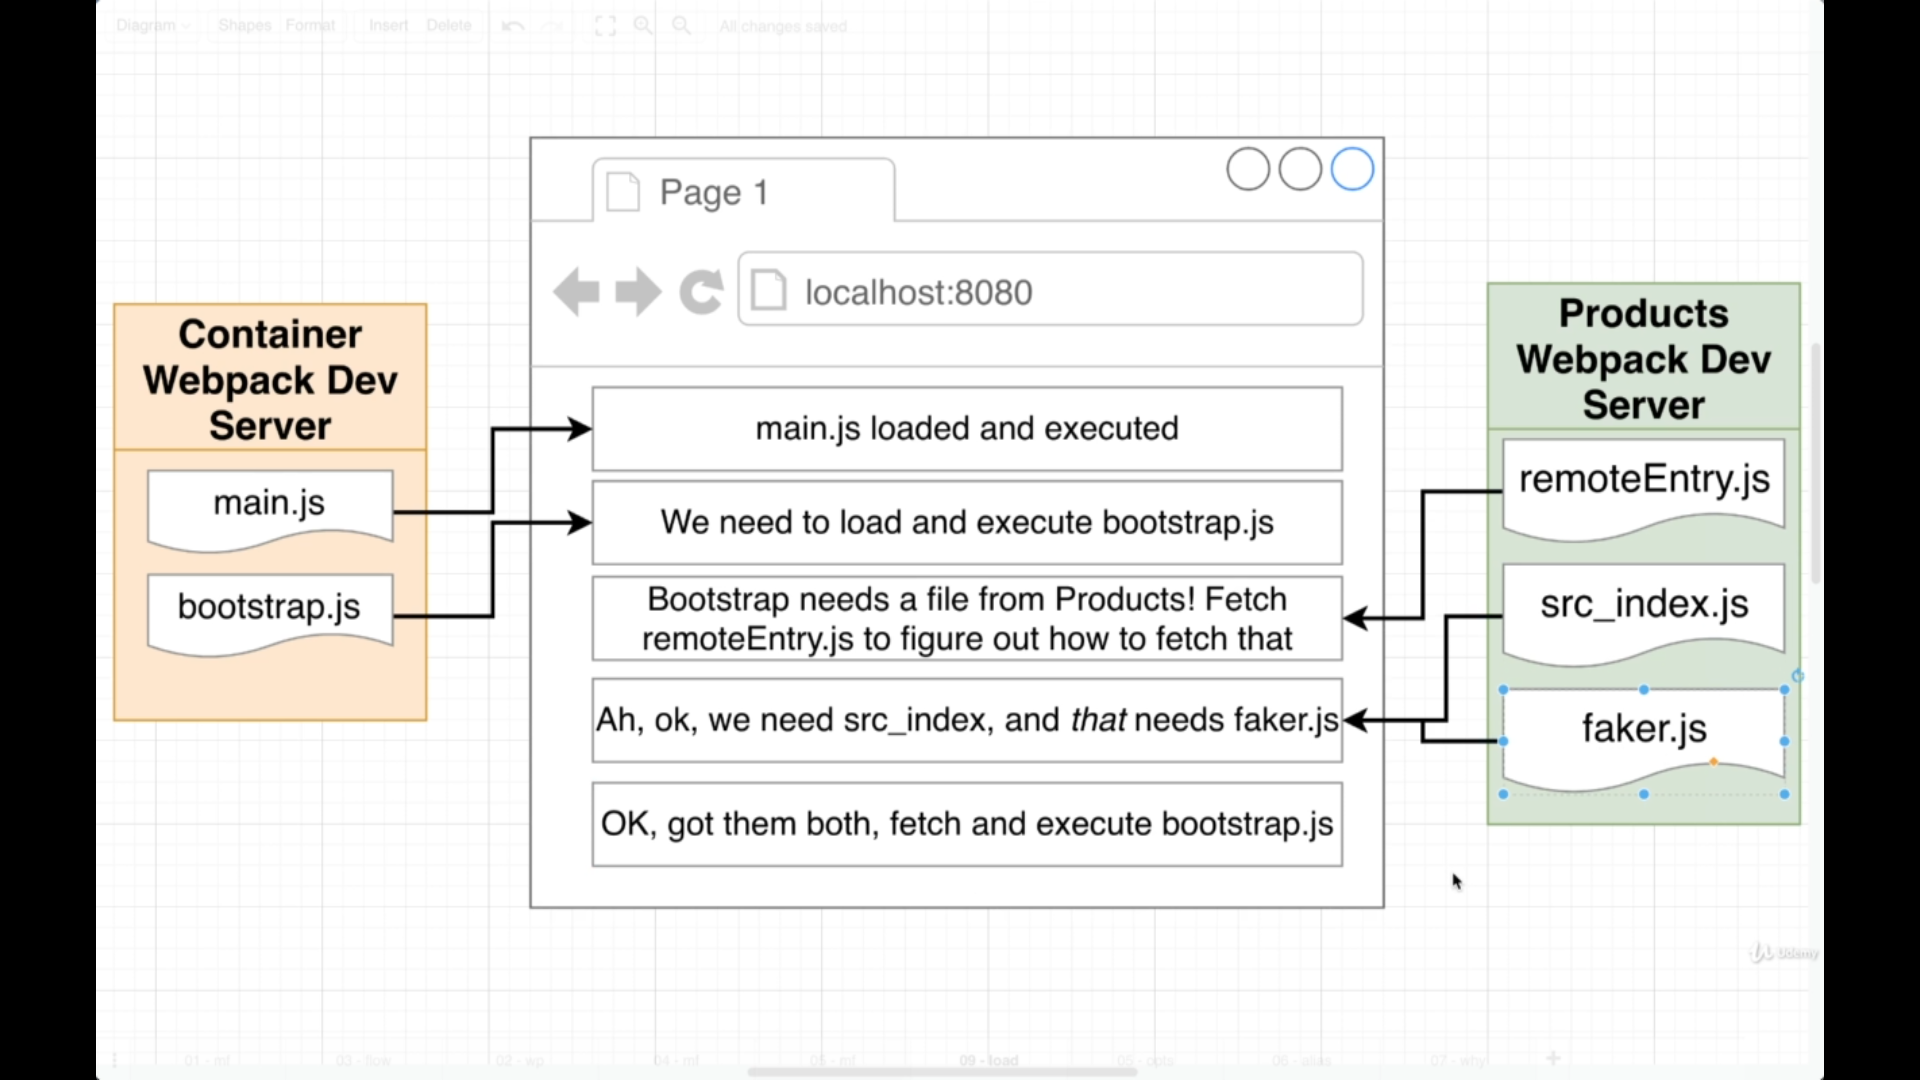 Diagram Shapes Format Insert Delete All changes saved
Page 1
localhost:8080
Container
Webpack Dev
Server
main.js
bootstrap.js
main.js loaded and executed
We need to load and execute bootstrap.js
Bootstrap needs a file from Products! Fetch
remoteEntry.js to figure out how to fetch that
Ah, ok, we need src_index, and that needs faker.js
OK, got them both, fetch and execute bootstrap.js
Products
Webpack Dev
Server
remoteEntry.js
src_index.js
faker.js
Udemy
01 - mf 03 - flow 02 - wp 04 - mf 05 - mf 09 - load 05 - opts 06 - alias 07 - why